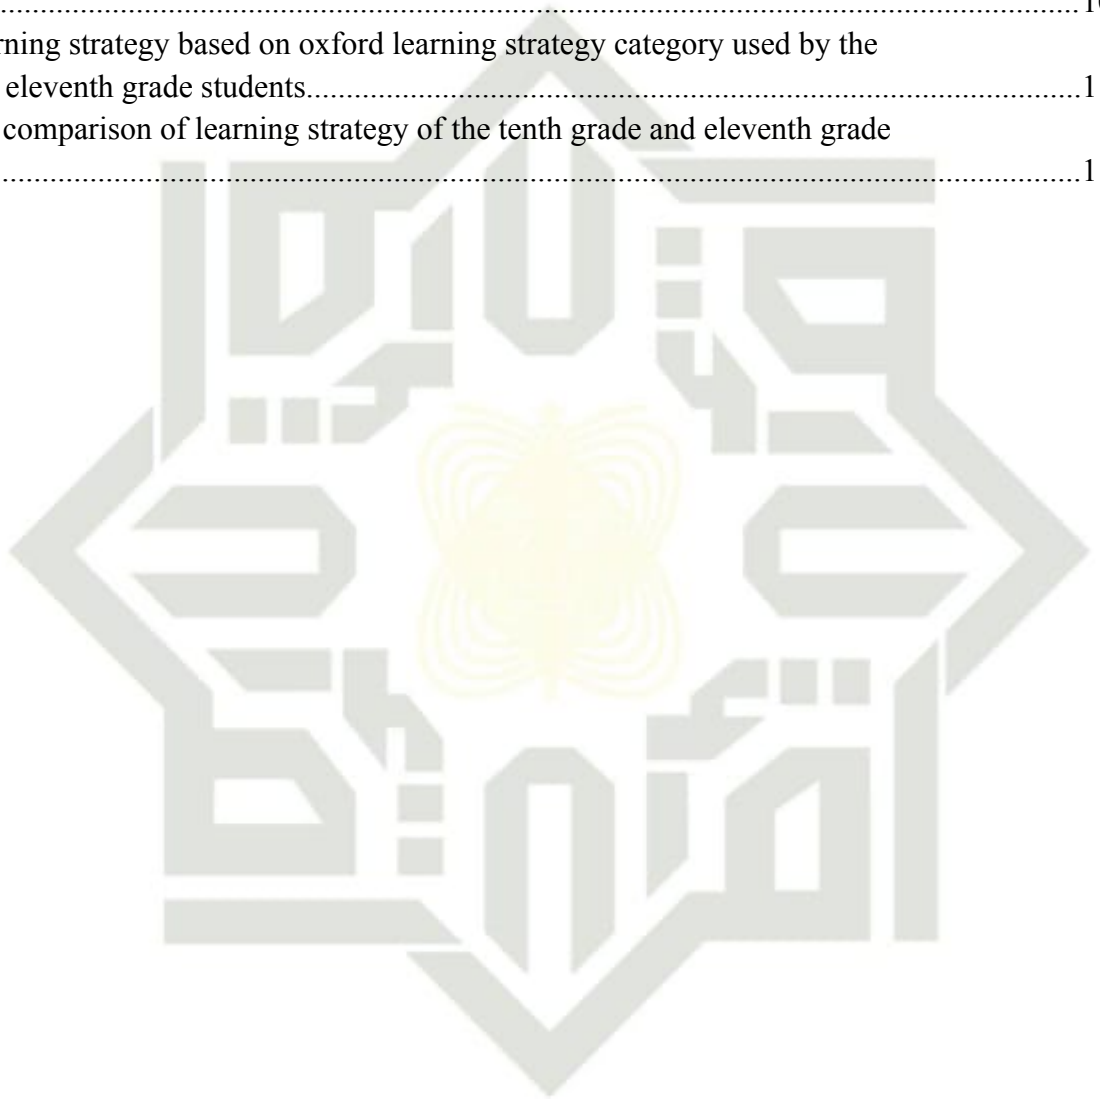 ....................................................................................................1
rning strategy based on oxford learning strategy category used by the
eleventh grade students....................................................................................................1
comparison of learning strategy of the tenth grade and eleventh grade
....................................................................................................1